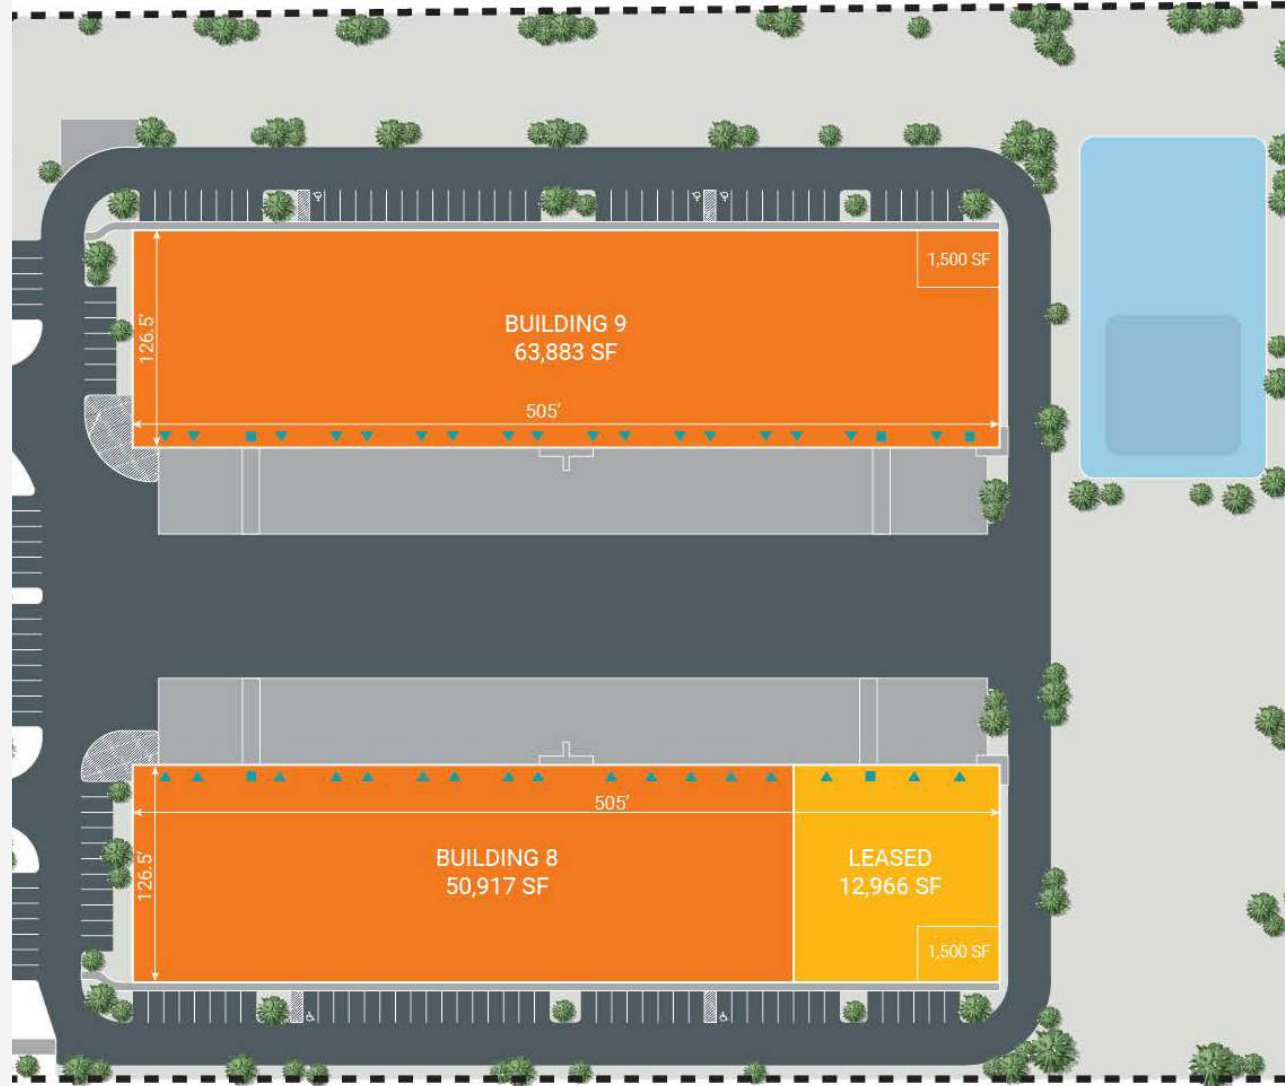 1,500 SF
BUILDING 9
63,883 SF
126.5'
505'
505'
126.5'
BUILDING 8
50,917 SF
LEASED
12,966 SF
1,500 SF